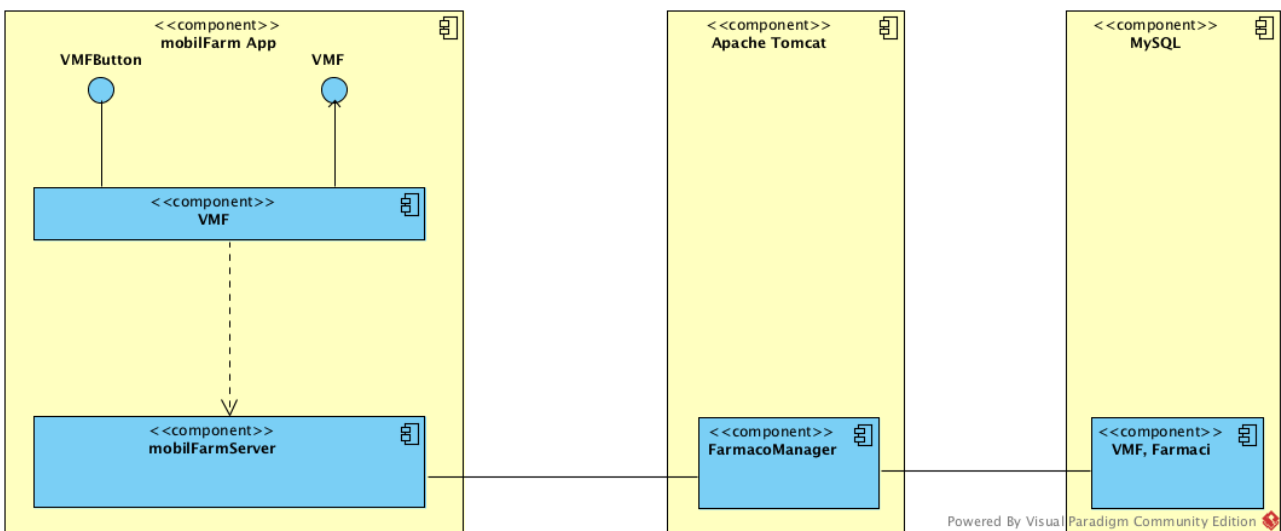 <<component>>
mobilFarm App
VMFButton
VMF
<<component>>
VMF
<<component>>
mobilFarmServer
<<component>>
Apache Tomcat
<<component>>
FarmacoManager
<<component>>
MySQL
<<component>>
VMF, Farmaci
Powered By Visual Paradigm Community Edition